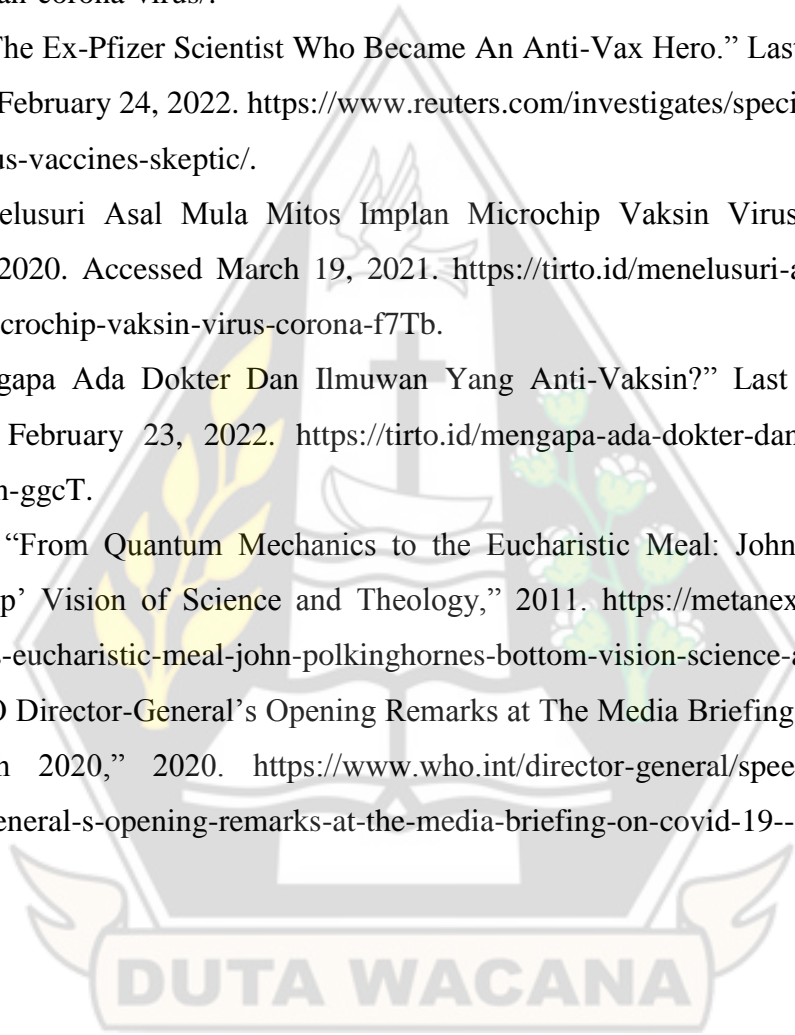 an-corona-virus/.
The Ex-Pfizer Scientist Who Became An Anti-Vax Hero.” Las
February 24, 2022. https://www.reuters.com/investigates/speci
us-vaccines-skeptic/.
elusuri Asal Mula Mitos Implan Microchip Vaksin Virus
2020. Accessed March 19, 2021. https://tirto.id/menelusuri-a
crochip-vaksin-virus-corona-f7Tb.
gapa Ada Dokter Dan Ilmuwan Yang Anti-Vaksin?” Last
February 23, 2022. https://tirto.id/mengapa-ada-dokter-dan
n-ggcT.
“From Quantum Mechanics to the Eucharistic Meal: John
p’ Vision of Science and Theology,” 2011. https://metanex
s-eucharistic-meal-john-polkinghornes-bottom-vision-science-a
O Director-General’s Opening Remarks at The Media Briefing
h 2020,” 2020. https://www.who.int/director-general/spee
eneral-s-opening-remarks-at-the-media-briefing-on-covid-19--
DUTA WACANA